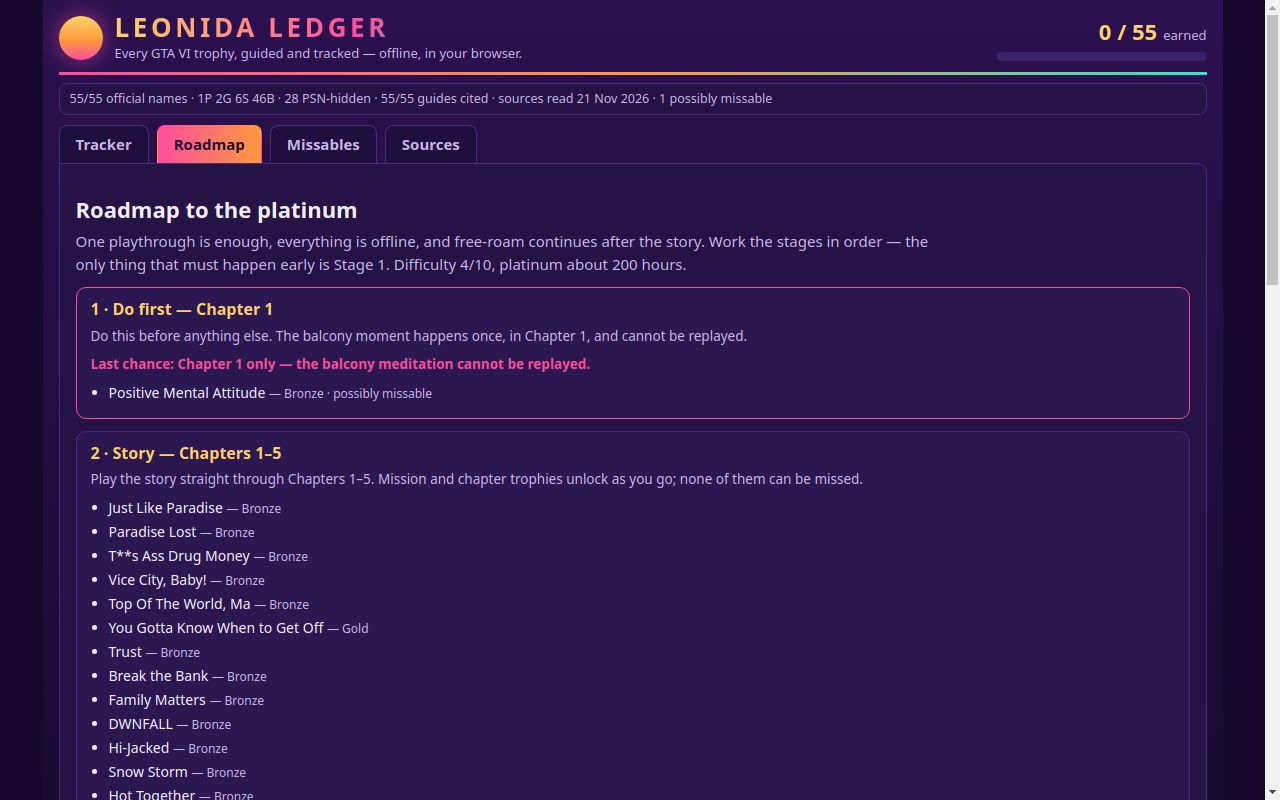 LEONIDA LEDGER
Every GTA VI trophy, guided and tracked — offline, in your browser.
0 / 55 earned
55/55 official names · 1P 2G 6S 46B · 28 PSN-hidden · 55/55 guides cited · sources read 21 Nov 2026 · 1 possibly missable
Tracker
Roadmap
Missables
Sources
Roadmap to the platinum
One playthrough is enough, everything is offline, and free-roam continues after the story. Work the stages in order — the
only thing that must happen early is Stage 1. Difficulty 4/10, platinum about 200 hours.
1 · Do first — Chapter 1
Do this before anything else. The balcony moment happens once, in Chapter 1, and cannot be replayed.
Last chance: Chapter 1 only — the balcony meditation cannot be replayed.
• Positive Mental Attitude — Bronze · possibly missable
2 · Story — Chapters 1–5
Play the story straight through Chapters 1–5. Mission and chapter trophies unlock as you go; none of them can be missed.
• Just Like Paradise — Bronze
• Paradise Lost — Bronze
• T**s Ass Drug Money — Bronze
• Vice City, Baby! — Bronze
• Top Of The World, Ma — Bronze
• You Gotta Know When to Get Off — Gold
• Trust — Bronze
• Break the Bank — Bronze
• Family Matters — Bronze
• DWNFALL — Bronze
• Hi-Jacked — Bronze
• Snow Storm — Bronze
• Hot Together — Bronze